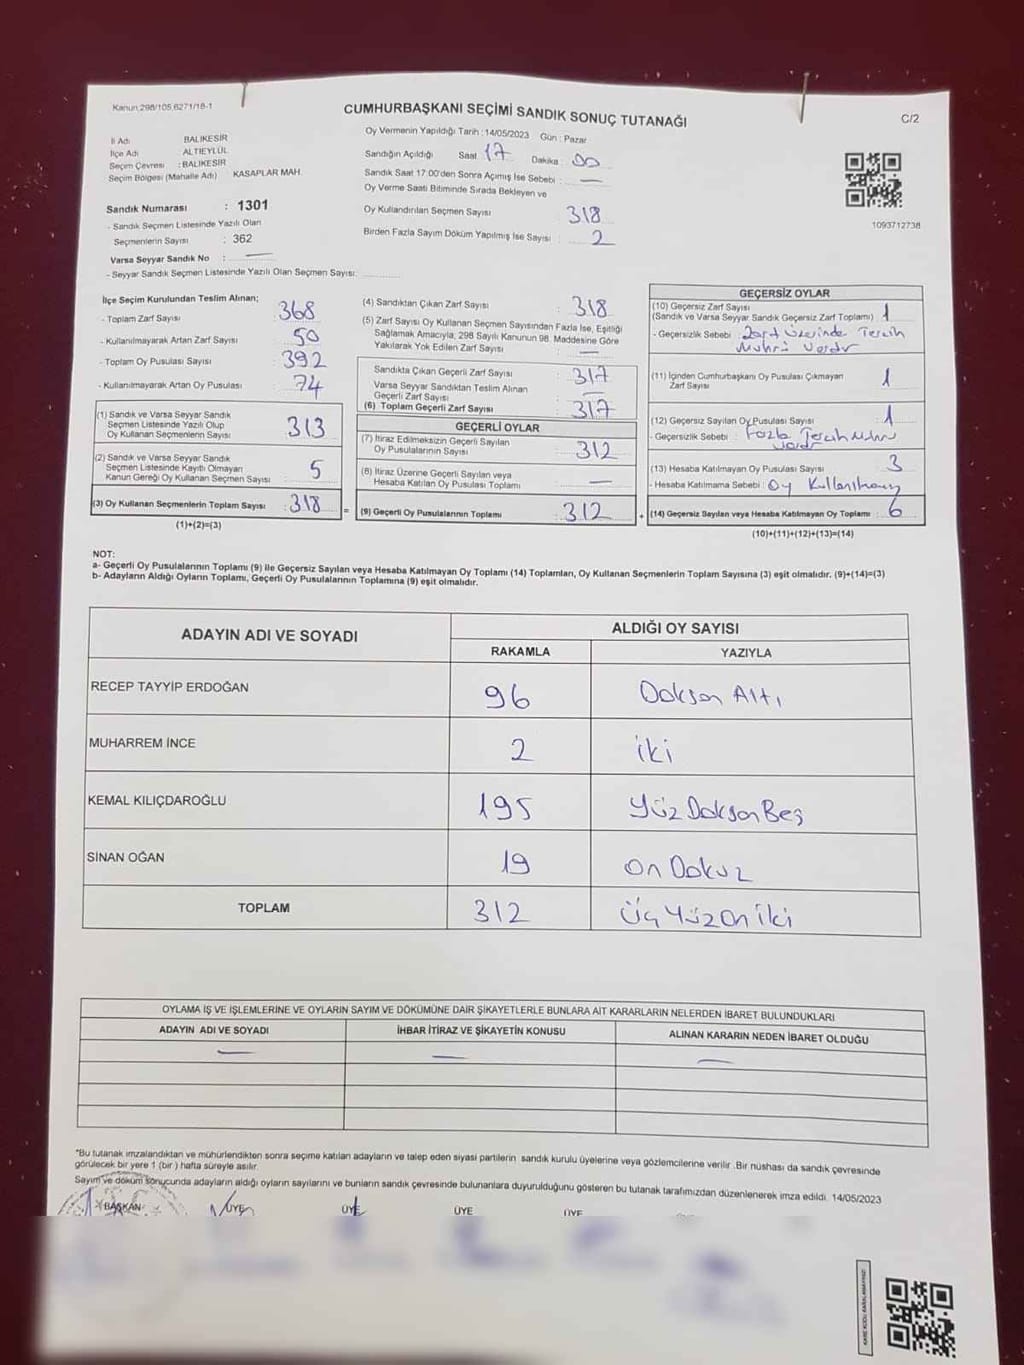 Kanun:298/105,6271/18-1
CUMHURBAŞKANI SEÇİMİ SANDIK SONUÇ TUTANAĞI
C/2
İl Adı BALIKESİR
İlçe Adı ALTIEYLÜL
Seçim Çevresi : BALIKESİR
Seçim Bölgesi (Mahalle Adı) KASAPLAR MAH.
Sandık Numarası : 1301
- Sandık Seçmen Listesinde Yazılı Olan
Seçmenlerin Sayısı : 362
Varsa Seyyar Sandık No : —
- Seyyar Sandık Seçmen Listesinde Yazılı Olan Seçmen Sayısı:
Oy Vermenin Yapıldığı Tarih : 14/05/2023 Gün : Pazar
Sandığın Açıldığı Saat : 17 Dakika : 00
Sandık Saat 17:00'den Sonra Açımış İse Sebebi : —
Oy Verme Saati Bitiminde Sırada Bekleyen ve
Oy Kullandırılan Seçmen Sayısı : 318
Birden Fazla Sayım Döküm Yapılmış İse Sayısı : 2
1093712738
İlçe Seçim Kurulundan Teslim Alınan;
- Toplam Zarf Sayısı : 368
- Kullanılmayarak Artan Zarf Sayısı : 50
- Toplam Oy Pusulası Sayısı : 392
- Kullanılmayarak Artan Oy Pusulası : 74
(1) Sandık ve Varsa Seyyar Sandık
Seçmen Listesinde Yazılı Olup
Oy Kullanan Seçmenlerin Sayısı : 313
(2) Sandık ve Varsa Seyyar Sandık
Seçmen Listesinde Kayıtlı Olmayan
Kanun Gereği Oy Kullanan Seçmen Sayısı : 5
(3) Oy Kullanan Seçmenlerin Toplam Sayısı : 318
(1)+(2)=(3)
(4) Sandıktan Çıkan Zarf Sayısı : 318
(5) Zarf Sayısı Oy Kullanan Seçmen Sayısından Fazla İse, Eşitliği
Sağlamak Amacıyla, 298 Sayılı Kanunun 98. Maddesine Göre
Yakılarak Yok Edilen Zarf Sayısı : —
Sandıkta Çıkan Geçerli Zarf Sayısı : 317
Varsa Seyyar Sandıktan Teslim Alınan
Geçerli Zarf Sayısı : —
(6) Toplam Geçerli Zarf Sayısı : 317
GEÇERLİ OYLAR
(7) İtiraz Edilmeksizin Geçerli Sayılan
Oy Pusulalarının Sayısı : 312
(8) İtiraz Üzerine Geçerli Sayılan veya
Hesaba Katılan Oy Pusulası Toplamı : —
= (9) Geçerli Oy Pusulalarının Toplamı : 312
GEÇERSİZ OYLAR
(10) Geçersiz Zarf Sayısı
(Sandık ve Varsa Seyyar Sandık Geçersiz Zarf Toplamı) : 1
- Geçersizlik Sebebi : Zarf Üzerinde Tercih
Mührü Vardır
(11) İçinden Cumhurbaşkanı Oy Pusulası Çıkmayan
Zarf Sayısı : 1
(12) Geçersiz Sayılan Oy Pusulası Sayısı : 1
- Geçersizlik Sebebi : Fazla Tercih Mührü
Vardır
(13) Hesaba Katılmayan Oy Pusulası Sayısı : 3
- Hesaba Katılmama Sebebi : Oy
+ (14) Geçersiz Sayılan veya Hesaba Katılmayan Oy Toplamı : 6
(10)+(11)+(12)+(13)=(14)
NOT:
a- Geçerli Oy Pusulalarının Toplamı (9) ile Geçersiz Sayılan veya Hesaba Katılmayan Oy Toplamı (14) Toplamları, Oy Kullanan Seçmenlerin Toplam Sayısına (3) eşit olmalıdır. (9)+(14)=(3)
b- Adayların Aldığı Oyların Toplamı, Geçerli Oy Pusulalarının Toplamına (9) eşit olmalıdır.
ADAYIN ADI VE SOYADI ALDIĞI OY SAYISI
RAKAMLA YAZIYLA
RECEP TAYYİP ERDOĞAN 96 Doksan Altı
MUHARREM İNCE 2 iki
KEMAL KILIÇDAROĞLU 195 Yüz Doksan Beş
SİNAN OĞAN 19 On Dokuz
TOPLAM 312 Üç Yüz On İki
OYLAMA İŞ VE İŞLEMLERİNE VE OYLARIN SAYIM VE DÖKÜMÜNE DAİR ŞİKAYETLERLE BUNLARA AİT KARARLARIN NELERDEN İBARET BULUNDUKLARI
ADAYIN ADI VE SOYADI İHBAR İTİRAZ VE ŞİKAYETİN KONUSU ALINAN KARARIN NEDEN İBARET OLDUĞU
— — —
*Bu tutanak imzalandıktan ve mühürlendikten sonra seçime katılan adayların ve talep eden siyasi partilerin sandık kurulu üyelerine veya gözlemcilerine verilir .Bir nüshası da sandık çevresinde
görülecek bir yere 1 (bir ) hafta süreyle asılır.
Sayım ve döküm sonucunda adayların aldığı oyların sayılarını ve bunların sandık çevresinde bulunanlara duyurulduğunu gösteren bu tutanak tarafımızdan düzenlenerek imza edildi. 14/05/2023
BAŞKAN ÜYE ÜYE ÜYE ÜYE